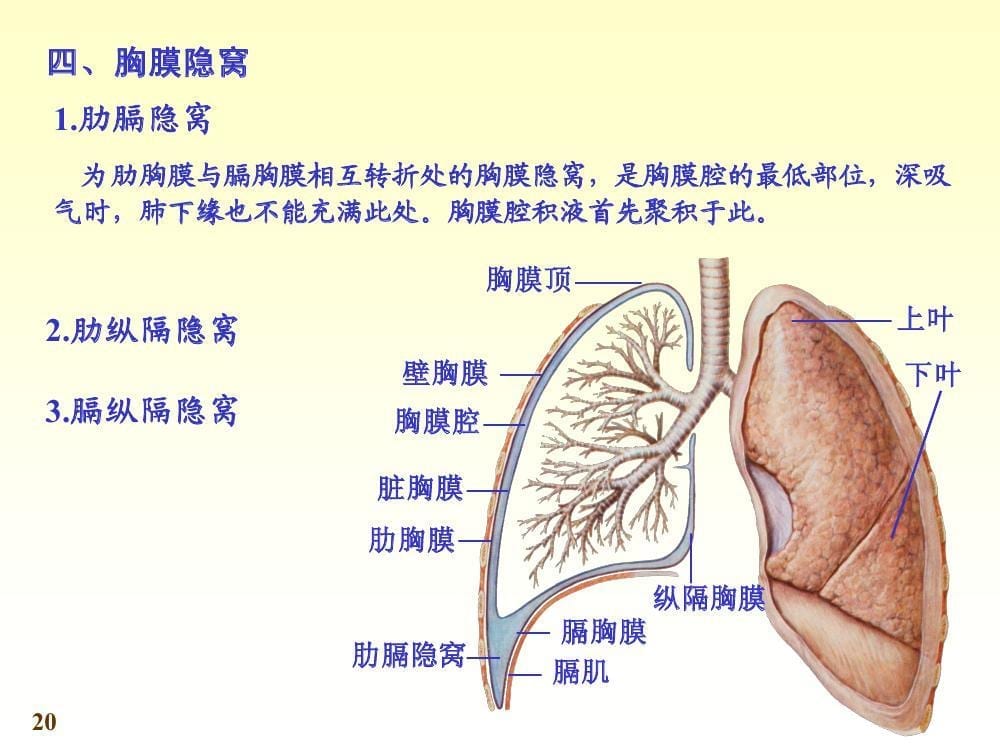 四、胸膜隐窝
1.肋膈隐窝
为肋胸膜与膈胸膜相互转折处的胸膜隐窝，是胸膜腔的最低部位，深吸
气时，肺下缘也不能充满此处。胸膜腔积液首先聚积于此。
2.肋纵隔隐窝
3.膈纵隔隐窝
胸膜顶
上叶
壁胸膜
下叶
胸膜腔
脏胸膜
肋胸膜
纵隔胸膜
膈胸膜
肋膈隐窝
膈肌
20